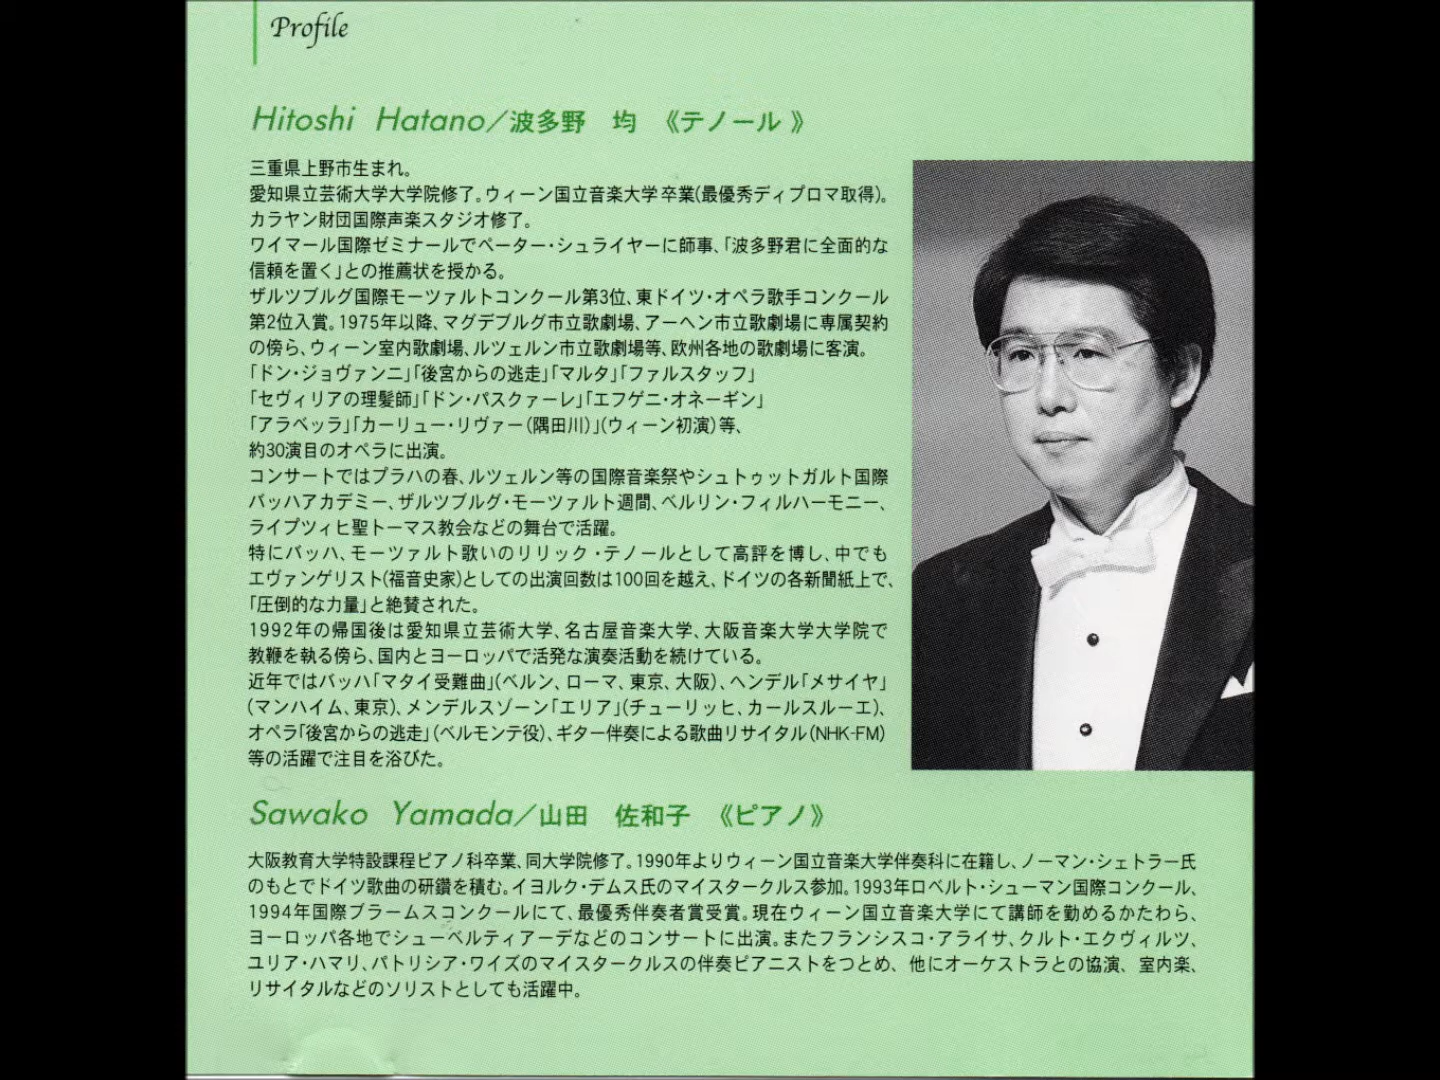 Profile
Hitoshi Hatano／波多野 均 《テノール》
三重県上野市生まれ。
愛知県立芸術大学大学院修了。ウィーン国立音楽大学卒業(最優秀ディプロマ取得)。
カラヤン財団国際声楽スタジオ修了。
ワイマール国際ゼミナールでペーター・シュライヤーに師事、「波多野君に全面的な
信頼を置く」との推薦状を授かる。
ザルツブルグ国際モーツァルトコンクール第3位、東ドイツ・オペラ歌手コンクール
第2位入賞。1975年以降、マグデブルグ市立歌劇場、アーヘン市立歌劇場に専属契約
の傍ら、ウィーン室内歌劇場、ルツェルン市立歌劇場等、欧州各地の歌劇場に客演。
「ドン・ジョヴァンニ」「後宮からの逃走」「マルタ」「ファルスタッフ」
「セヴィリアの理髪師」「ドン・パスクァーレ」「エフゲニ・オネーギン」
「アラベッラ」「カーリュー・リヴァー(隅田川)」(ウィーン初演)等、
約30演目のオペラに出演。
コンサートではプラハの春、ルツェルン等の国際音楽祭やシュトゥットガルト国際
バッハアカデミー、ザルツブルグ・モーツァルト週間、ベルリン・フィルハーモニー、
ライプツィヒ聖トーマス教会などの舞台で活躍。
特にバッハ、モーツァルト歌いのリリック・テノールとして高評を博し、中でも
エヴァンゲリスト(福音史家)としての出演回数は100回を越え、ドイツの各新聞紙上で、
「圧倒的な力量」と絶賛された。
1992年の帰国後は愛知県立芸術大学、名古屋音楽大学、大阪音楽大学大学院で
教鞭を執る傍ら、国内とヨーロッパで活発な演奏活動を続けている。
近年ではバッハ「マタイ受難曲」(ベルン、ローマ、東京、大阪)、ヘンデル「メサイヤ」
(マンハイム、東京)、メンデルスゾーン「エリア」(チューリッヒ、カールスルーエ)、
オペラ「後宮からの逃走」(ベルモンテ役)、ギター伴奏による歌曲リサイタル(NHK-FM)
等の活躍で注目を浴びた。
Sawako Yamada／山田 佐和子 《ピアノ》
大阪教育大学特設課程ピアノ科卒業、同大学院修了。1990年よりウィーン国立音楽大学伴奏科に在籍し、ノーマン・シェトラー氏
のもとでドイツ歌曲の研鑽を積む。イヨルク・デムス氏のマイスタークルス参加。1993年ロベルト・シューマン国際コンクール、
1994年国際ブラームスコンクールにて、最優秀伴奏者賞受賞。現在ウィーン国立音楽大学にて講師を勤めるかたわら、
ヨーロッパ各地でシューベルティアーデなどのコンサートに出演。またフランシスコ・アライサ、クルト・エクヴィルツ、
ユリア・ハマリ、パトリシア・ワイズのマイスタークルスの伴奏ピアニストをつとめ、他にオーケストラとの協演、室内楽、
リサイタルなどのソリストとしても活躍中。